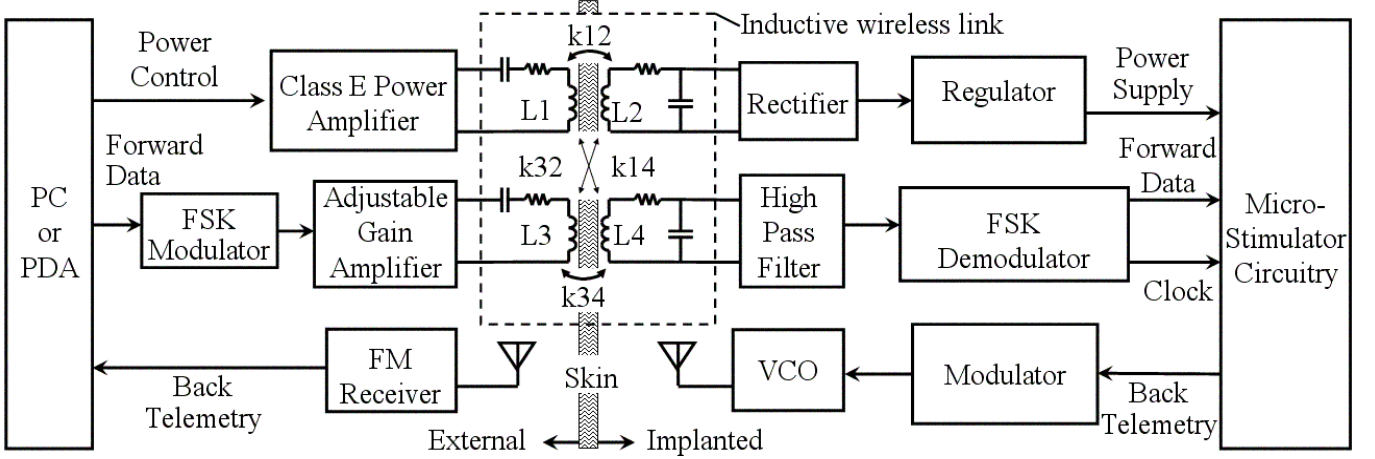 Inductive wireless link
k12
Power
Control
Class E Power
Amplifier
L1
L2
Rectifier
Regulator
Power
Supply
Forward
Data
k32
k14
Forward
Data
PC
or
PDA
FSK
Modulator
Adjustable
Gain
Amplifier
L3
L4
High
Pass
Filter
FSK
Demodulator
Clock
Micro-
Stimulator
Circuitry
k34
FM
Receiver
Back
Telemetry
Skin
VCO
Modulator
Back
Telemetry
External
Implanted